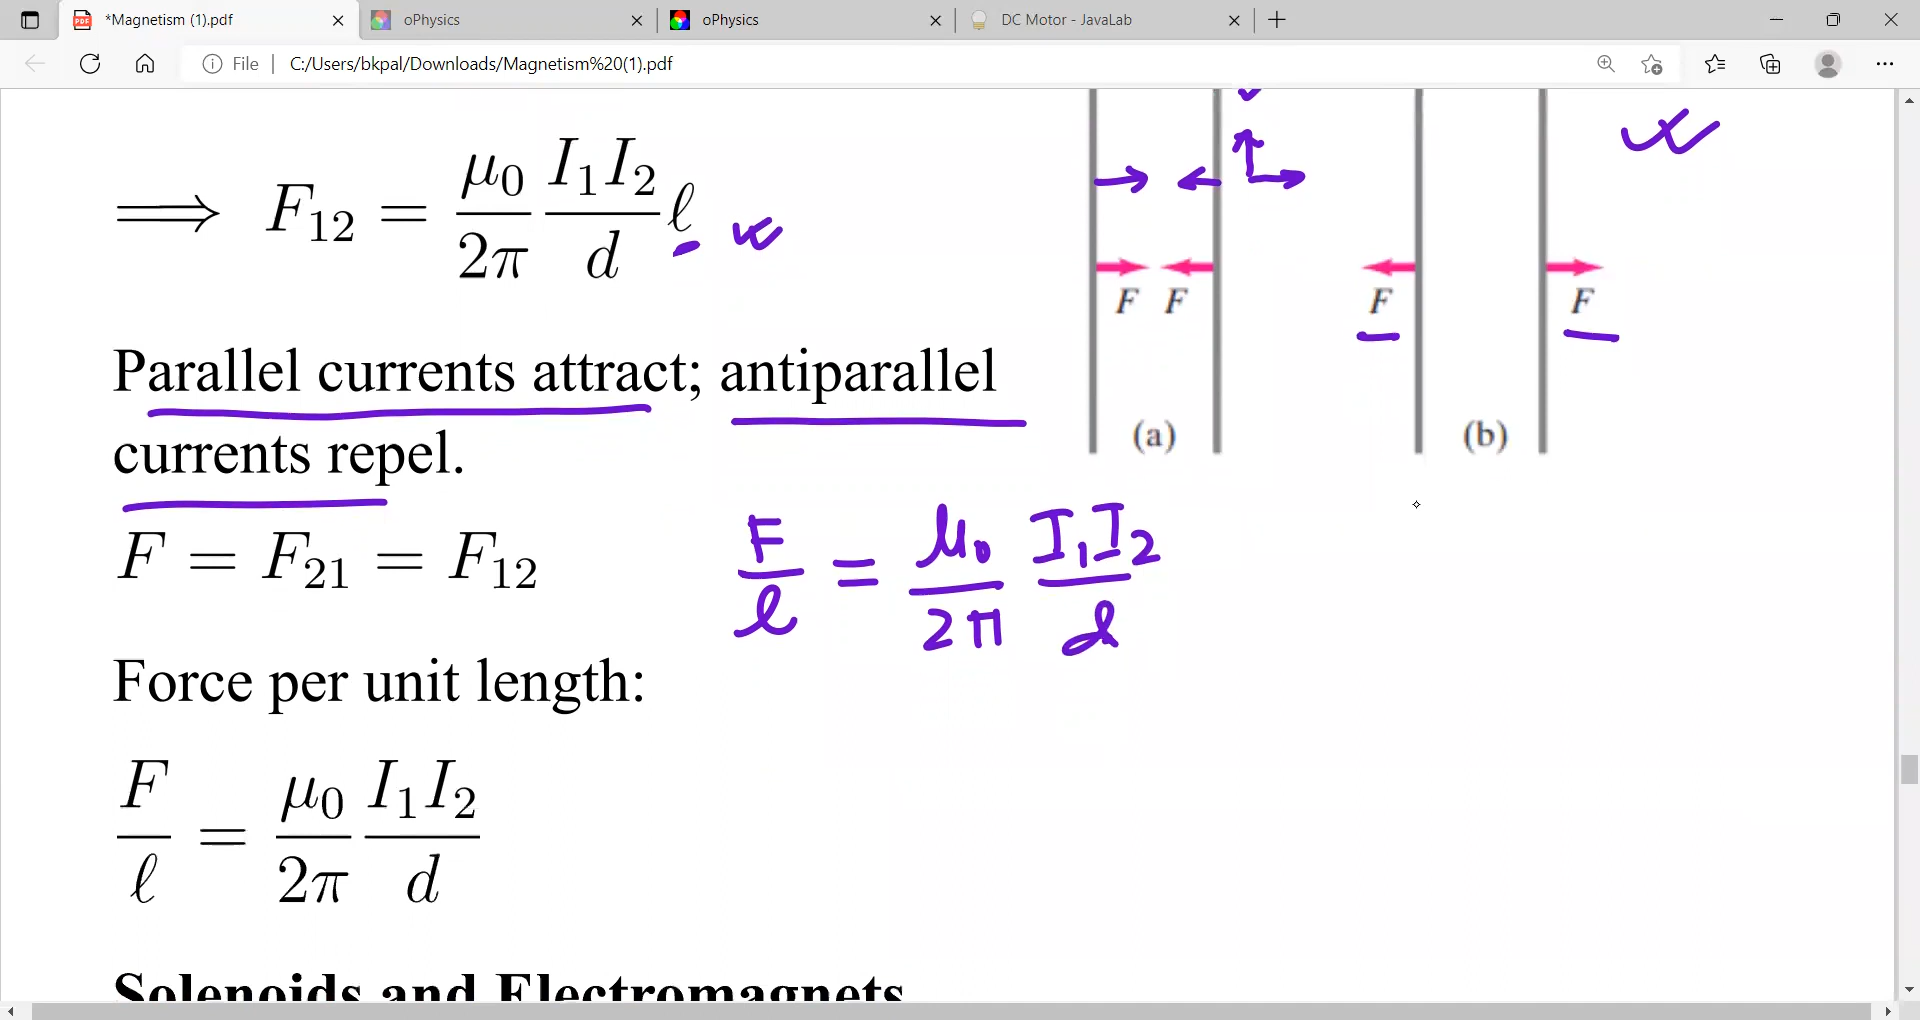 *Magnetism (1).pdf
oPhysics
oPhysics
DC Motor - JavaLab
File
C:/Users/bkpal/Downloads/Magnetism%20(1).pdf
⟹ F₁₂ = μ₀/2π I₁I₂/d ℓ
F F
F
F
Parallel currents attract; antiparallel
currents repel.
(a)
(b)
F = F₂₁ = F₁₂
F/ℓ = μ₀/2π I₁I₂/d
Force per unit length:
F/ℓ = μ₀/2π I₁I₂/d
Solenoids and Electromagnets